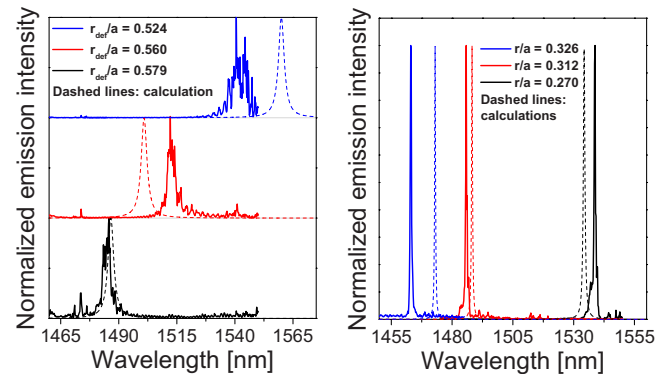 Normalized emission intensity
r_def/a = 0.524
r_def/a = 0.560
r_def/a = 0.579
Dashed lines: calculation
1465 1490 1515 1540 1565
Wavelength [nm]
Normalized emission intensity
r/a = 0.326
r/a = 0.312
r/a = 0.270
Dashed lines:
calculations
1455 1480 1505 1530 1555
Wavelength [nm]